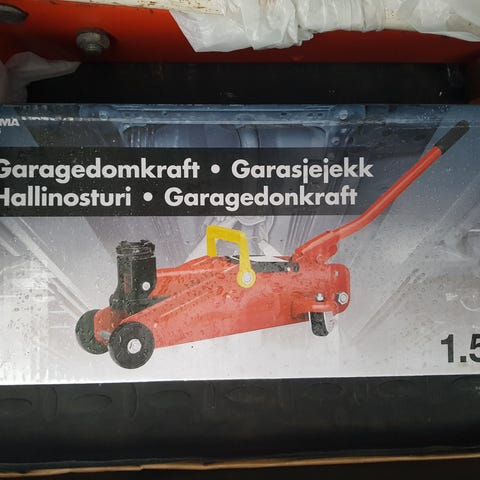 Garagedomkraft • Garasjejekk
Hallinosturi • Garagedonkraft
1.5